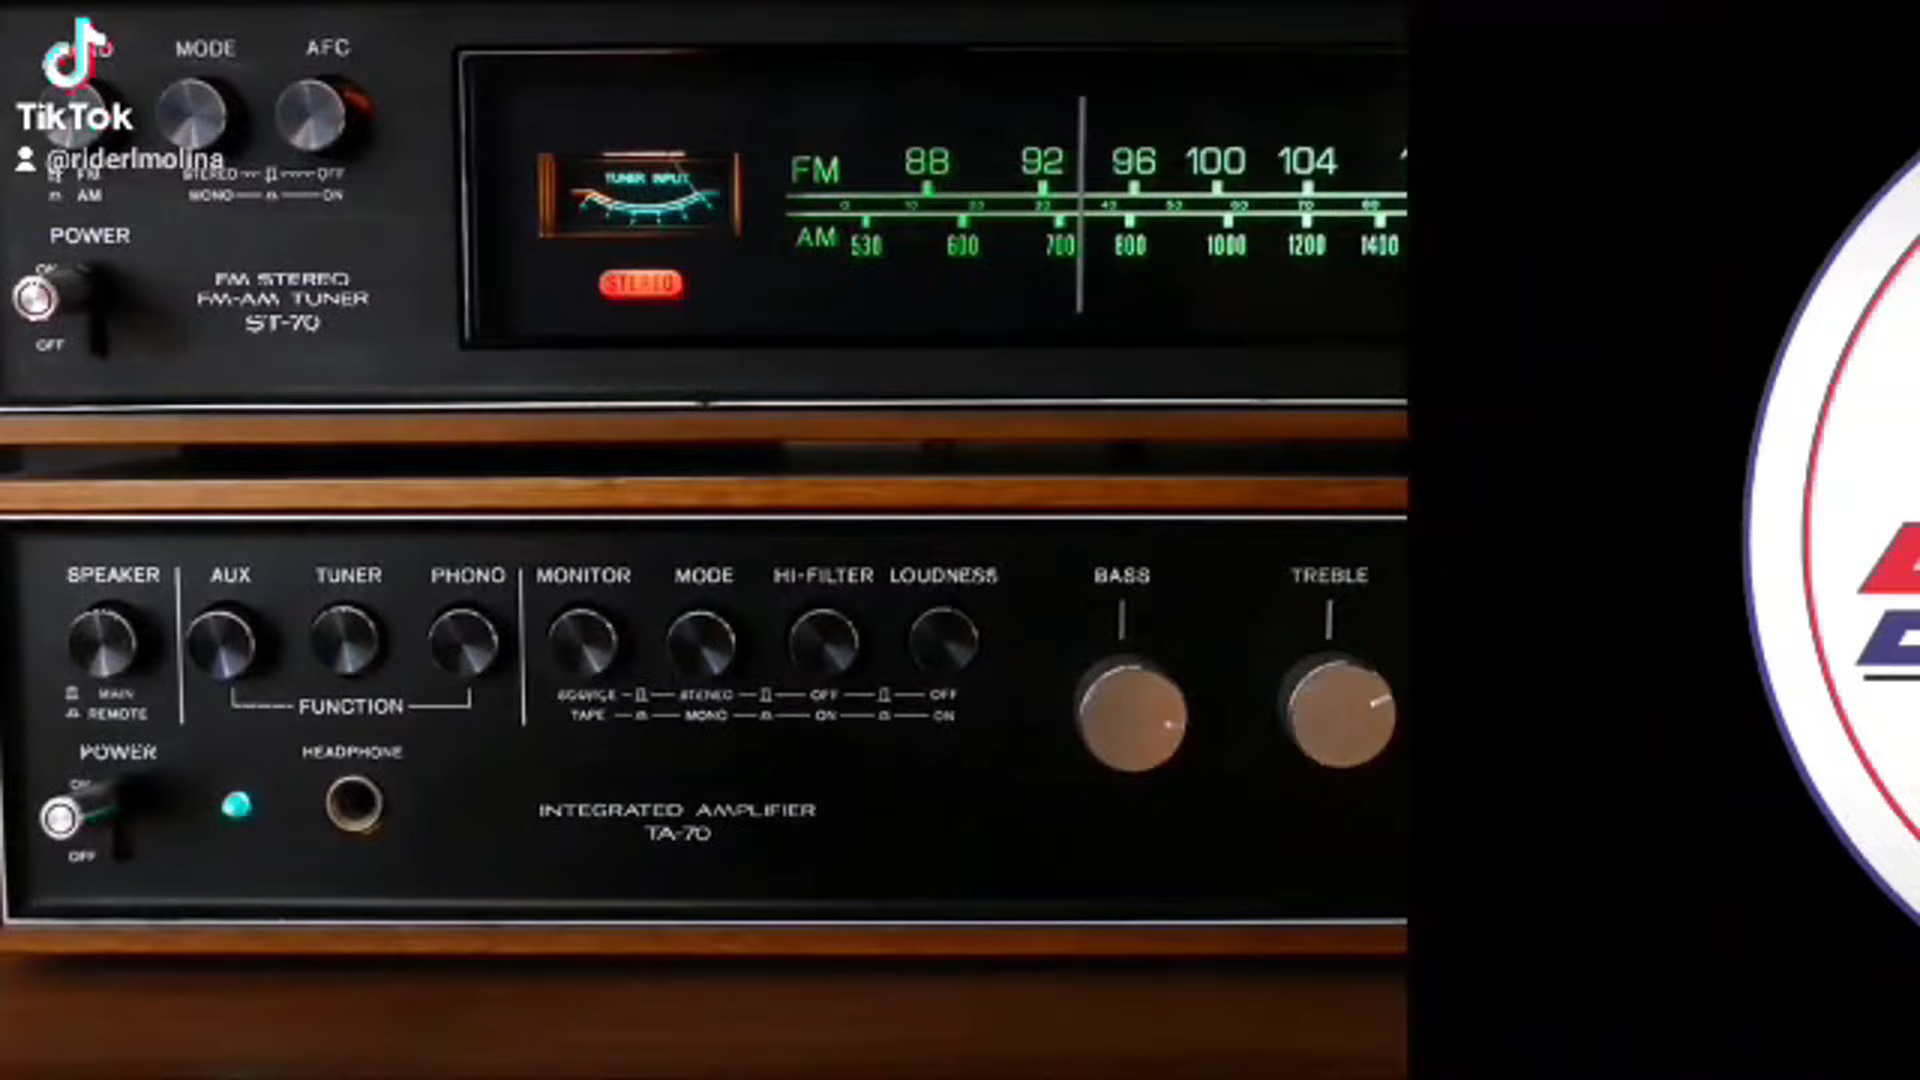 TikTok
@riderlmolina
MODE AFC
STEREO OFF
MONO ON
FM
AM
POWER
ON
OFF
FM STEREO
FM-AM TUNER
ST-70
TUNER INPUT
STEREO
FM 88 92 96 100 104
AM 530 600 700 800 1000 1200 1400
SPEAKER AUX TUNER PHONO MONITOR MODE HI-FILTER LOUDNESS BASS TREBLE
MAIN
REMOTE
FUNCTION
SOURCE STEREO OFF OFF
TAPE MONO ON ON
POWER
ON
OFF
HEADPHONE
INTEGRATED AMPLIFIER
TA-70